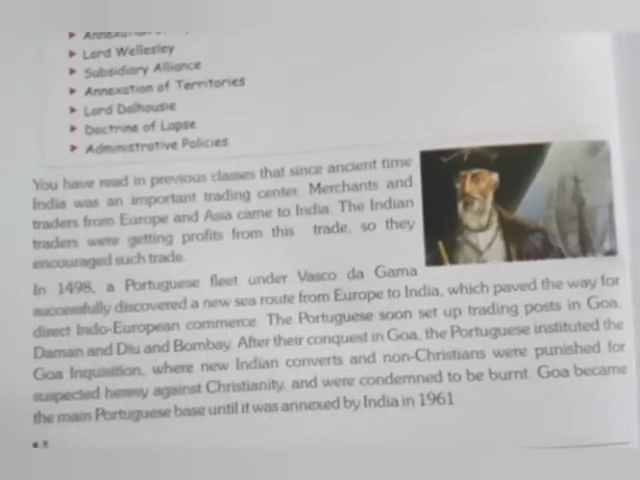 Lord Wellesley
Subsidiary Alliance
Annexation of Territories
Lord Dalhousie
Doctrine of Lapse
Administrative Policies
You have read in previous classes that since ancient time
India was an important trading center. Merchants and
traders from Europe and Asia came to India. The Indian
traders were getting profits from this trade, so they
encouraged such trade.
In 1498, a Portuguese fleet under Vasco da Gama
successfully discovered a new sea route from Europe to India, which paved the way for
direct Indo-European commerce. The Portuguese soon set up trading posts in Goa,
Daman and Diu and Bombay. After their conquest in Goa, the Portuguese instituted the
Goa Inquisition, where new Indian converts and non-Christians were punished for
suspected heresy against Christianity, and were condemned to be burnt. Goa became
the main Portuguese base until it was annexed by India in 1961